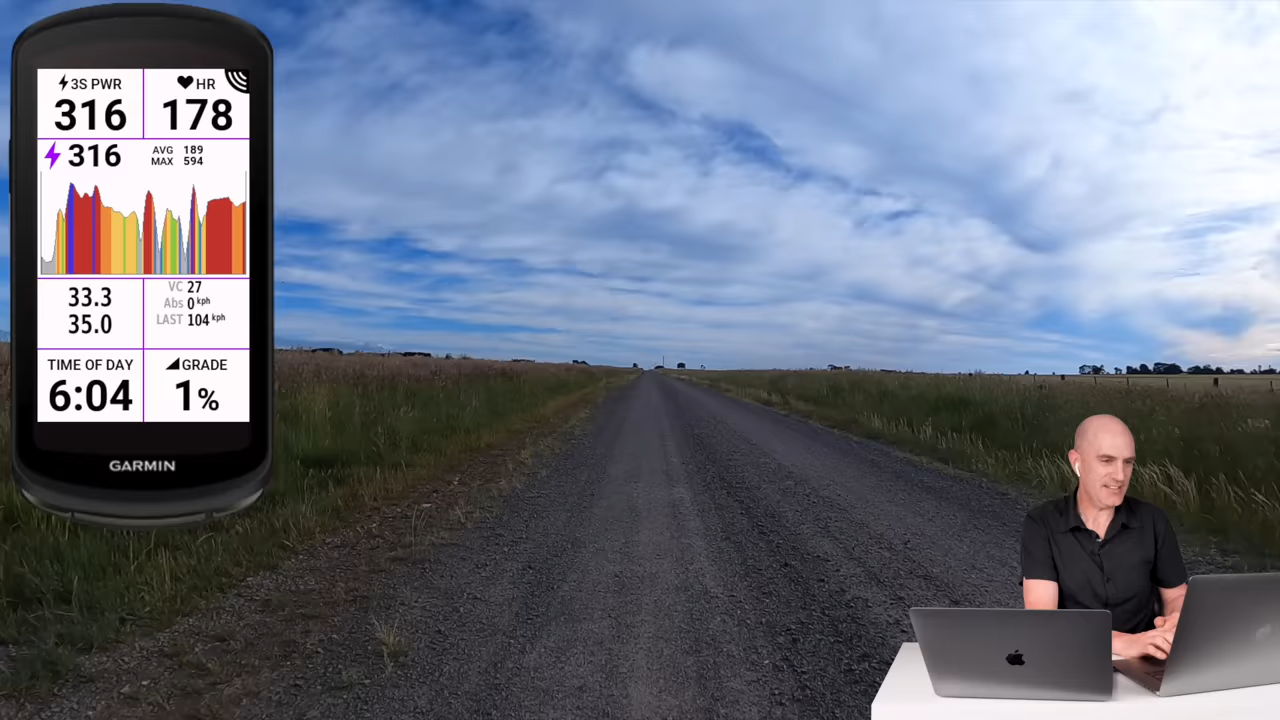 3S PWR
HR
316
178
316
AVG 189
MAX 594
33.3
35.0
VC 27
Abs 0 kph
LAST 104 kph
TIME OF DAY
GRADE
6:04
1%
GARMIN